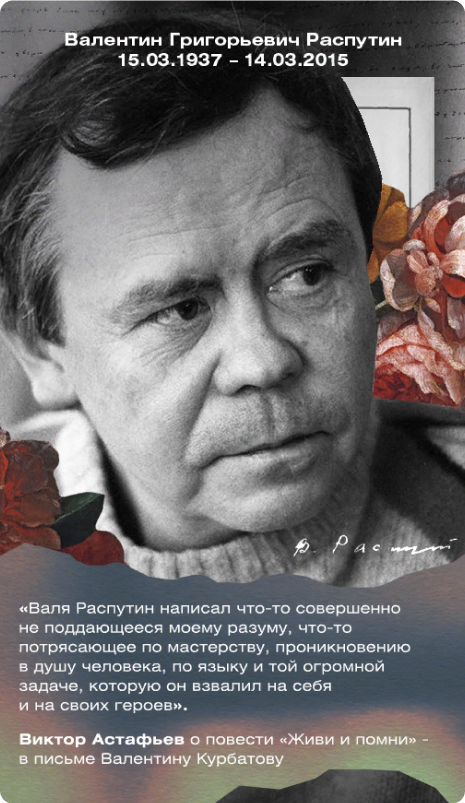 Валентин Григорьевич Распутин
15.03.1937 – 14.03.2015
В. Распутин
«Валя Распутин написал что-то совершенно
не поддающееся моему разуму, что-то
потрясающее по мастерству, проникновению
в душу человека, по языку и той огромной
задаче, которую он взвалил на себя
и на своих героев».
Виктор Астафьев о повести «Живи и помни» -
в письме Валентину Курбатову